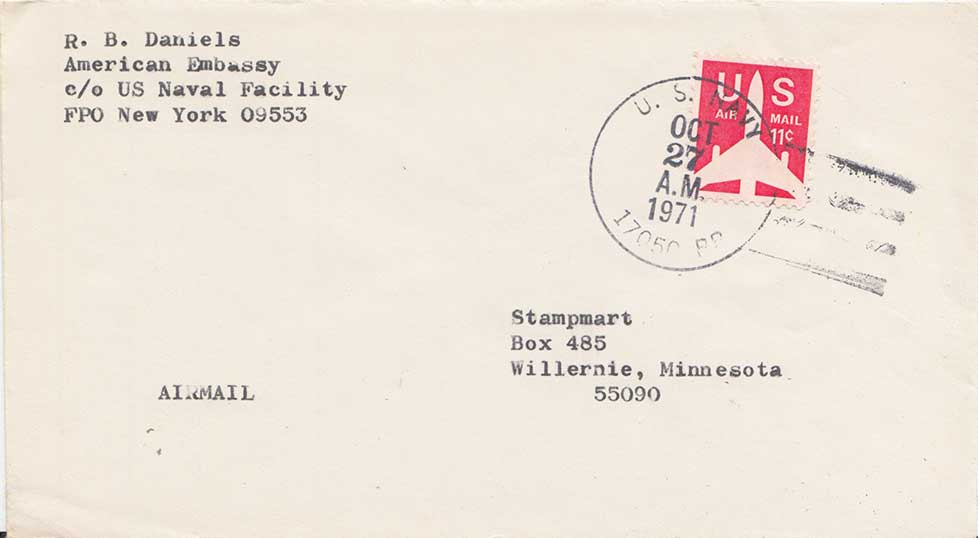 R. B. Daniels
American Embassy
c/o US Naval Facility
FPO New York 09553
U S
AIR MAIL
11¢
U. S. NAVY
OCT
27
A.M.
1971
17050 BR
Stampmart
Box 485
Willernie, Minnesota
55090
AIRMAIL